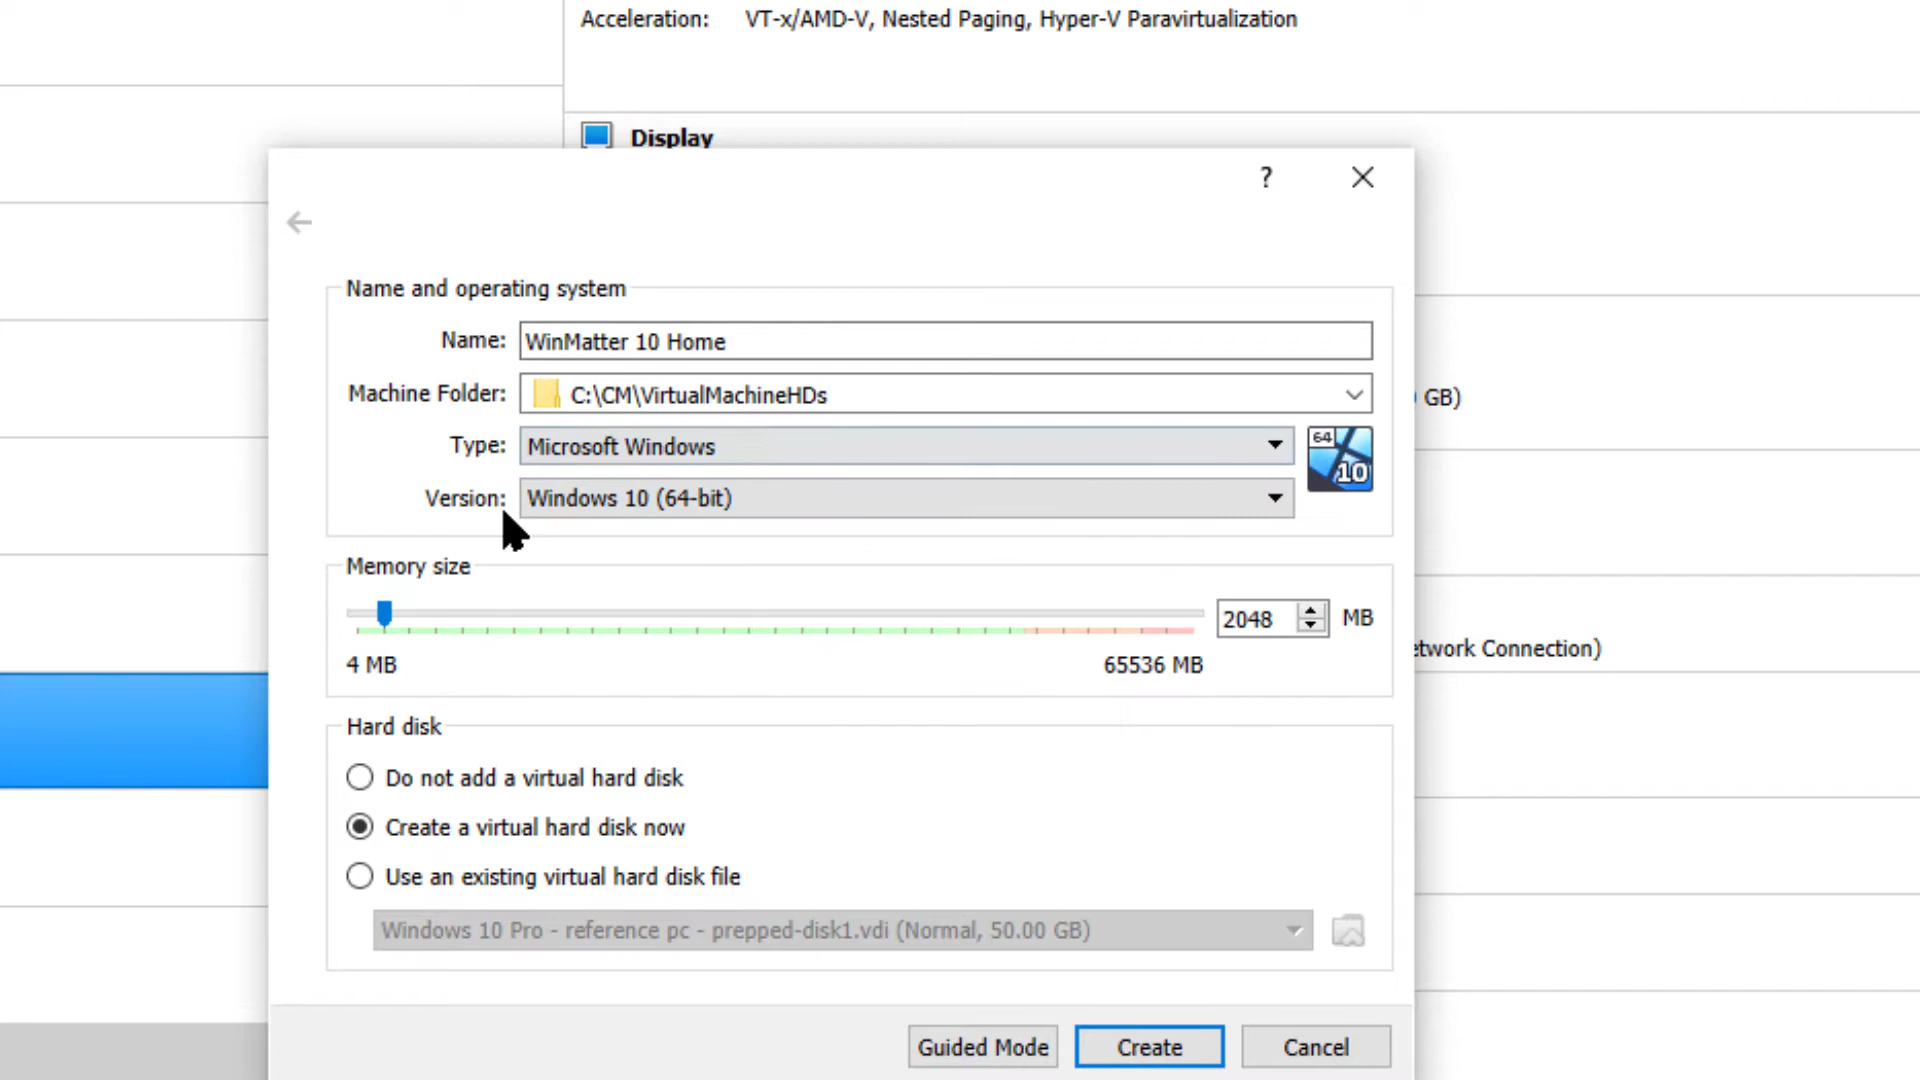 Acceleration: VT-x/AMD-V, Nested Paging, Hyper-V Paravirtualization
Display
?
Name and operating system
Name: WinMatter 10 Home
Machine Folder: C:\CM\VirtualMachineHDs
GB)
Type: Microsoft Windows
64
10
Version: Windows 10 (64-bit)
Memory size
2048 MB
etwork Connection)
4 MB 65536 MB
Hard disk
Do not add a virtual hard disk
Create a virtual hard disk now
Use an existing virtual hard disk file
Windows 10 Pro - reference pc - prepped-disk1.vdi (Normal, 50.00 GB)
Guided Mode Create Cancel